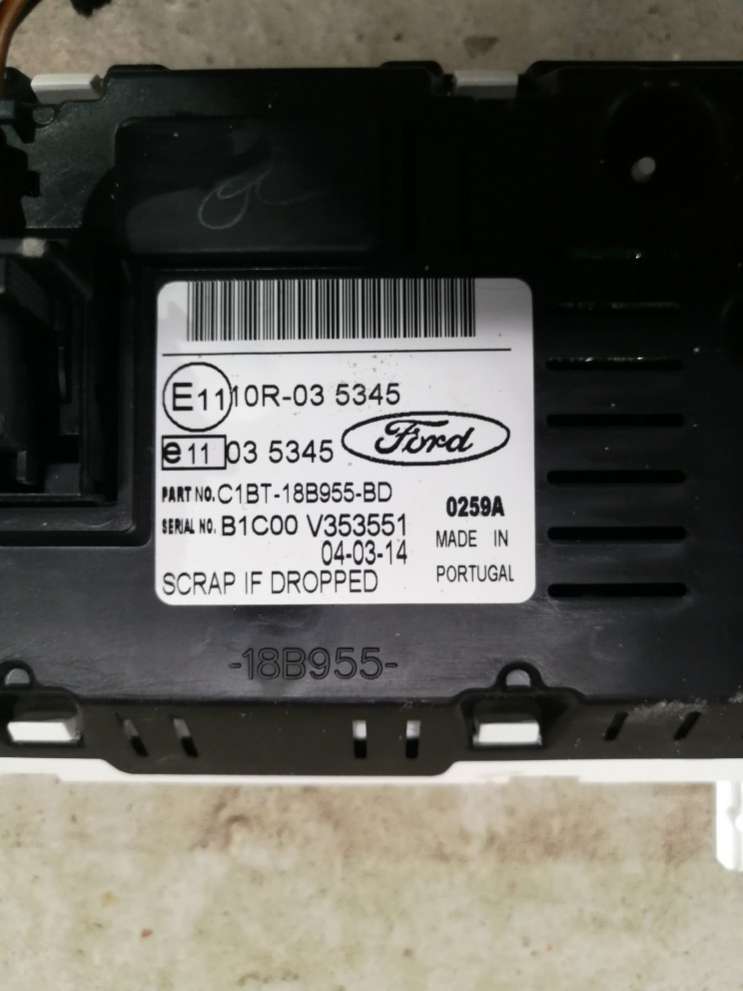 E11 10R-03 5345
e11 03 5345 Ford
PART NO. C1BT-18B955-BD
SERIAL NO. B1C00 V353551
04-03-14
0259A
MADE IN
PORTUGAL
SCRAP IF DROPPED
-18B955-